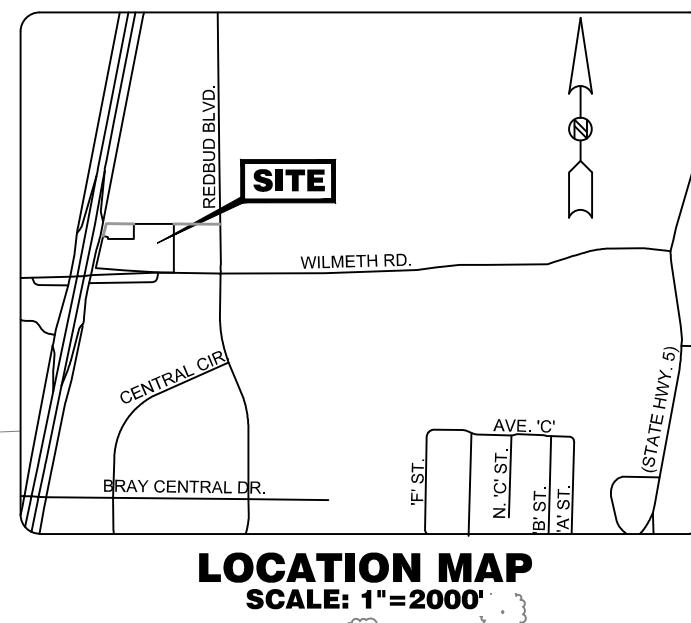 REDBUD BLVD.
SITE
WILMETH RD.
CENTRAL CIR.
(STATE HWY. 5)
AVE. 'C'
'F' ST.
N. 'C' ST.
'B' ST.
'A' ST.
BRAY CENTRAL DR.
N
LOCATION MAP
SCALE: 1"=2000'